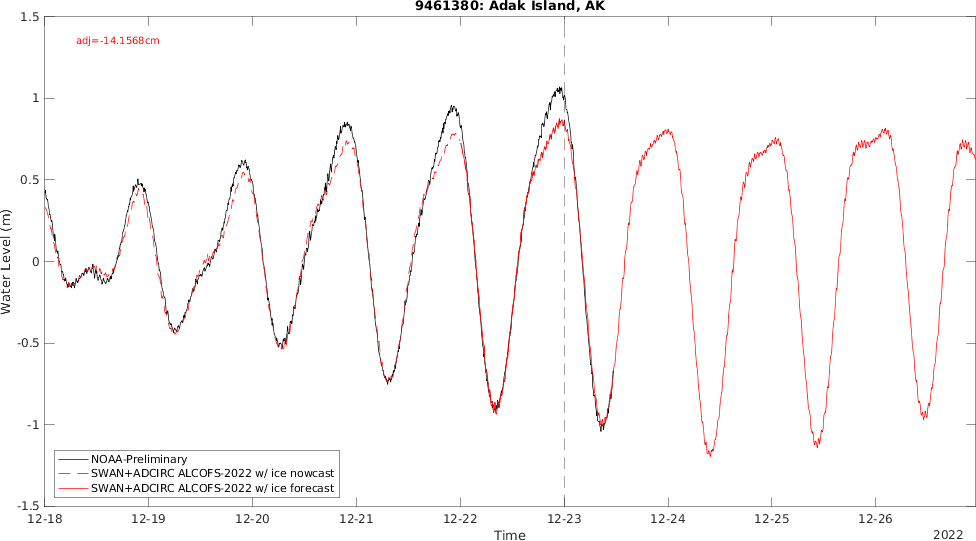 9461380: Adak Island, AK
adj=-14.1568cm
1.5
1
0.5
0
-0.5
-1
-1.5
Water Level (m)
NOAA-Preliminary
SWAN+ADCIRC ALCOFS-2022 w/ ice nowcast
SWAN+ADCIRC ALCOFS-2022 w/ ice forecast
12-18 12-19 12-20 12-21 12-22 12-23 12-24 12-25 12-26
Time
2022